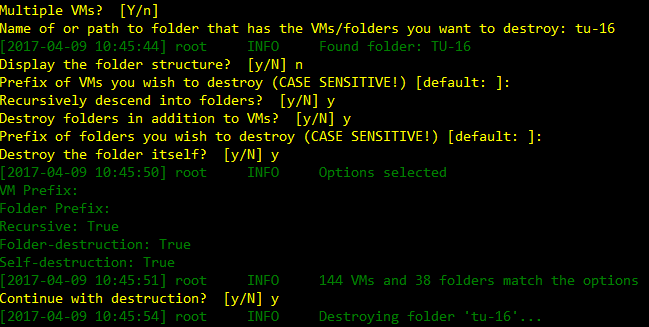 Multiple VMs?  [Y/n]
Name of or path to folder that has the VMs/folders you want to destroy: tu-16
[2017-04-09 10:45:44] root     INFO     Found folder: TU-16
Display the folder structure?  [y/N] n
Prefix of VMs you wish to destroy (CASE SENSITIVE!) [default: ]:
Recursively descend into folders?  [y/N] y
Destroy folders in addition to VMs?  [y/N] y
Prefix of folders you wish to destroy (CASE SENSITIVE!) [default: ]:
Destroy the folder itself?  [y/N] y
[2017-04-09 10:45:50] root     INFO     Options selected
VM Prefix:
Folder Prefix:
Recursive: True
Folder-destruction: True
Self-destruction: True
[2017-04-09 10:45:51] root     INFO     144 VMs and 38 folders match the options
Continue with destruction?  [y/N] y
[2017-04-09 10:45:54] root     INFO     Destroying folder 'tu-16'...